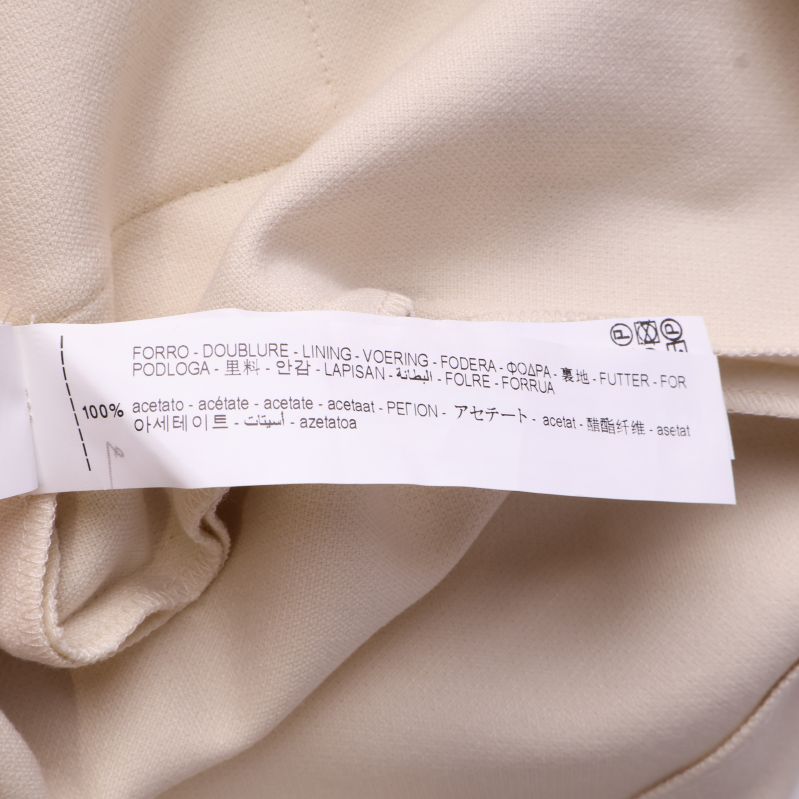 FORRO - DOUBLURE - LINING - VOERING - FODERA - ΦΟΔΡΑ - 裏地 - FUTTER - FOR
PODLOGA - 里料 - 안감 - LAPISAN - البطانة - FOLRE - FORRUA
100% acetato - acétate - acetate - acetaat - ΡΕΓΙΟΝ - アセテート - acetat - 醋酯纤维 - asetat
아세테이트 - أسيتات - azetatoa
P
P